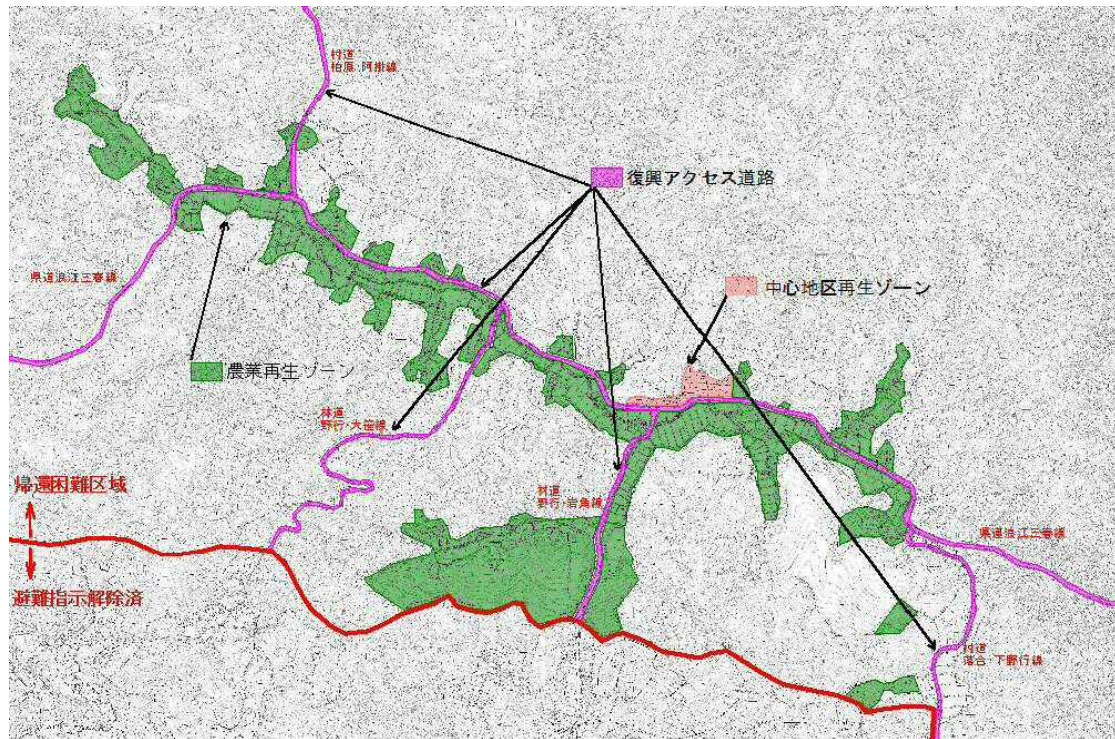 村道
柏原・阿掛線
復興アクセス道路
県道浪江三春線
中心地区再生ゾーン
農業再生ゾーン
林道
野行・大笹線
帰還困難区域
村道
野行・岩角線
県道浪江三春線
避難指示解除済
村道
落合・下野行線